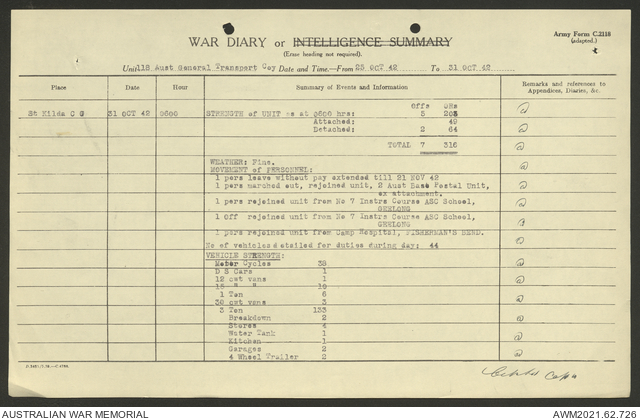 Army Form C.2118
(adapted.)
WAR DIARY or INTELLIGENCE SUMMARY
(Erase heading not required).
Unit 118 Aust General Transport Coy Date and Time.—From 25 OCT 42 To 31 OCT 42
Place Date Hour Summary of Events and Information Remarks and references to Appendices, Diaries, &c.
Offs ORs
St Kilda C G 31 OCT 42 0600 STRENGTH of UNIT as at 0600 hrs: 5 203
Attached: 49
Detached: 2 64
TOTAL 7 316
WEATHER: Fine.
MOVEMENT of PERSONNEL:
1 pers leave without pay extended till 21 NOV 42
1 pers marched out, rejoined unit, 2 Aust Base Postal Unit,
ex attachment.
1 pers rejoined unit from No 7 Instrs Course ASC School,
GEELONG
1 Off rejoined unit from No 7 Instrs Course ASC School,
GEELONG
1 pers rejoined unit from Camp Hospital, FISHERMAN'S BEND.
No of vehicles detailed for duties during day: 44
VEHICLE STRENGTH:
Motor Cycles 38
D S Cars 1
12 cwt vans 1
15 " " 10
1 Ton 6
30 cwt vans 3
3 Ton 133
Breakdown 2
Stores 4
Water Tank 1
Kitchen 1
Garages 2
4 Wheel Trailer 2
AUSTRALIAN WAR MEMORIAL
AWM2021.62.726